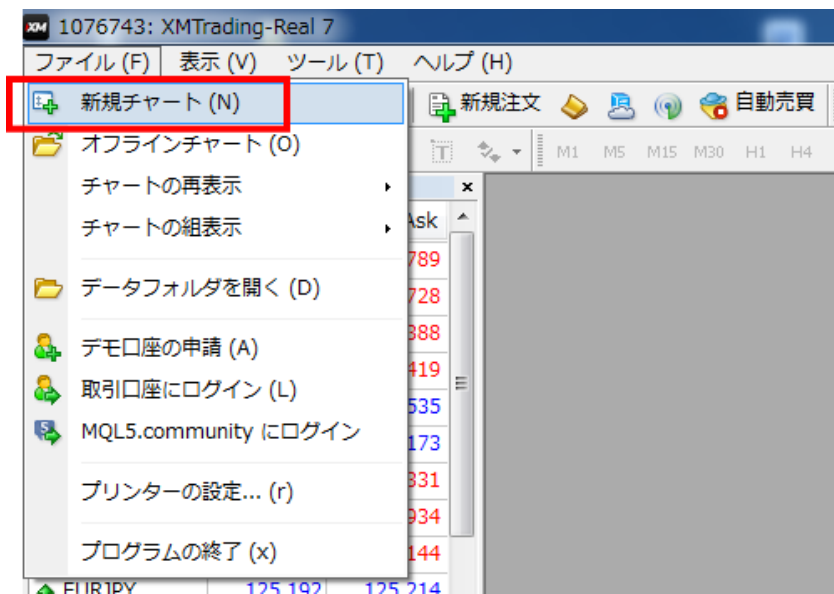 XM 1076743: XMTrading-Real 7
ファイル (F) 表示 (V) ツール (T) ヘルプ (H)
新規チャート (N)
新規注文 自動売買
オフラインチャート (O)
T M1 M5 M15 M30 H1 H4
チャートの再表示
チャートの組表示
Ask
789
データフォルダを開く (D)
728
388
デモ口座の申請 (A)
419
取引口座にログイン (L)
535
MQL5.community にログイン
173
331
プリンターの設定... (r)
934
プログラムの終了 (x)
144
EURJPY 125.192 125.214